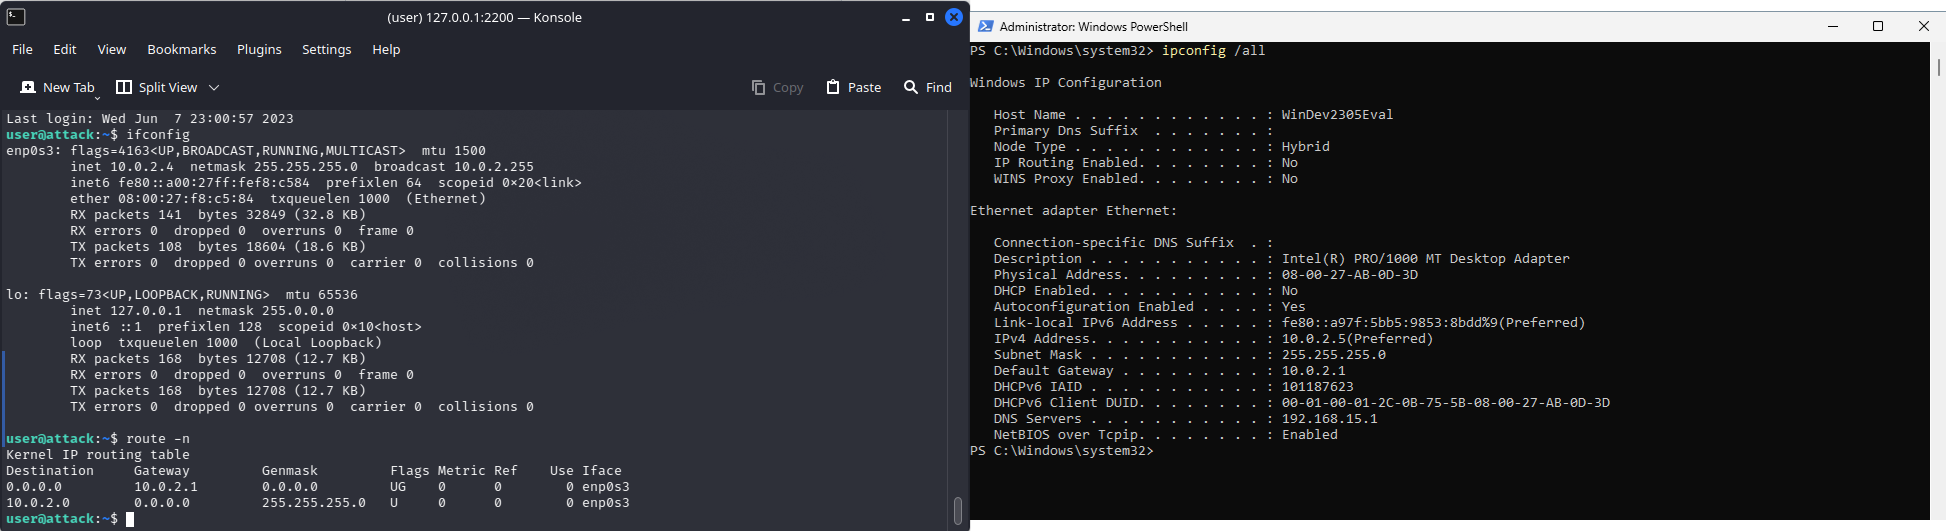 (user) 127.0.0.1:2200 — Konsole
File Edit View Bookmarks Plugins Settings Help
New Tab Split View Copy Paste Find
Last login: Wed Jun  7 23:00:57 2023
user@attack:~$ ifconfig
enp0s3: flags=4163<UP,BROADCAST,RUNNING,MULTICAST>  mtu 1500
        inet 10.0.2.4  netmask 255.255.255.0  broadcast 10.0.2.255
        inet6 fe80::a00:27ff:fef8:c584  prefixlen 64  scopeid 0×20<link>
        ether 08:00:27:f8:c5:84  txqueuelen 1000  (Ethernet)
        RX packets 141  bytes 32849 (32.8 KB)
        RX errors 0  dropped 0  overruns 0  frame 0
        TX packets 108  bytes 18604 (18.6 KB)
        TX errors 0  dropped 0 overruns 0  carrier 0  collisions 0
lo: flags=73<UP,LOOPBACK,RUNNING>  mtu 65536
        inet 127.0.0.1  netmask 255.0.0.0
        inet6 ::1  prefixlen 128  scopeid 0×10<host>
        loop  txqueuelen 1000  (Local Loopback)
        RX packets 168  bytes 12708 (12.7 KB)
        RX errors 0  dropped 0  overruns 0  frame 0
        TX packets 168  bytes 12708 (12.7 KB)
        TX errors 0  dropped 0 overruns 0  carrier 0  collisions 0
user@attack:~$ route -n
Kernel IP routing table
Destination     Gateway         Genmask         Flags Metric Ref    Use Iface
0.0.0.0         10.0.2.1        0.0.0.0         UG    0      0        0 enp0s3
10.0.2.0        0.0.0.0         255.255.255.0   U     0      0        0 enp0s3
user@attack:~$
Administrator: Windows PowerShell
PS C:\Windows\system32> ipconfig /all
Windows IP Configuration
   Host Name . . . . . . . . . . . . : WinDev2305Eval
   Primary Dns Suffix  . . . . . . . :
   Node Type . . . . . . . . . . . . : Hybrid
   IP Routing Enabled. . . . . . . . : No
   WINS Proxy Enabled. . . . . . . . : No
Ethernet adapter Ethernet:
   Connection-specific DNS Suffix  . :
   Description . . . . . . . . . . . : Intel(R) PRO/1000 MT Desktop Adapter
   Physical Address. . . . . . . . . : 08-00-27-AB-0D-3D
   DHCP Enabled. . . . . . . . . . . : No
   Autoconfiguration Enabled . . . . : Yes
   Link-local IPv6 Address . . . . . : fe80::a97f:5bb5:9853:8bdd%9(Preferred)
   IPv4 Address. . . . . . . . . . . : 10.0.2.5(Preferred)
   Subnet Mask . . . . . . . . . . . : 255.255.255.0
   Default Gateway . . . . . . . . . : 10.0.2.1
   DHCPv6 IAID . . . . . . . . . . . : 101187623
   DHCPv6 Client DUID. . . . . . . . : 00-01-00-01-2C-0B-75-5B-08-00-27-AB-0D-3D
   DNS Servers . . . . . . . . . . . : 192.168.15.1
   NetBIOS over Tcpip. . . . . . . . : Enabled
PS C:\Windows\system32>